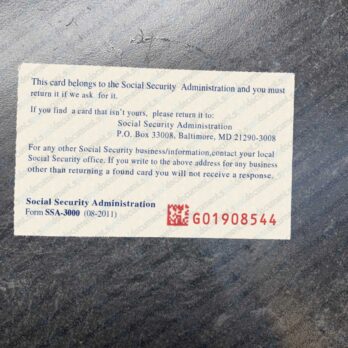 This card belongs to the Social Security Administration and you must
return it if we ask for it.
If you find a card that isn't yours, please return it to:
Social Security Administration
P.O. Box 33008, Baltimore, MD 21290-3008
For any other Social Security business/information,contact your local
Social Security office. If you write to the above address for any business
other than returning a found card you will not receive a response.
Social Security Administration
Form SSA-3000 (08-2011)
G01908544